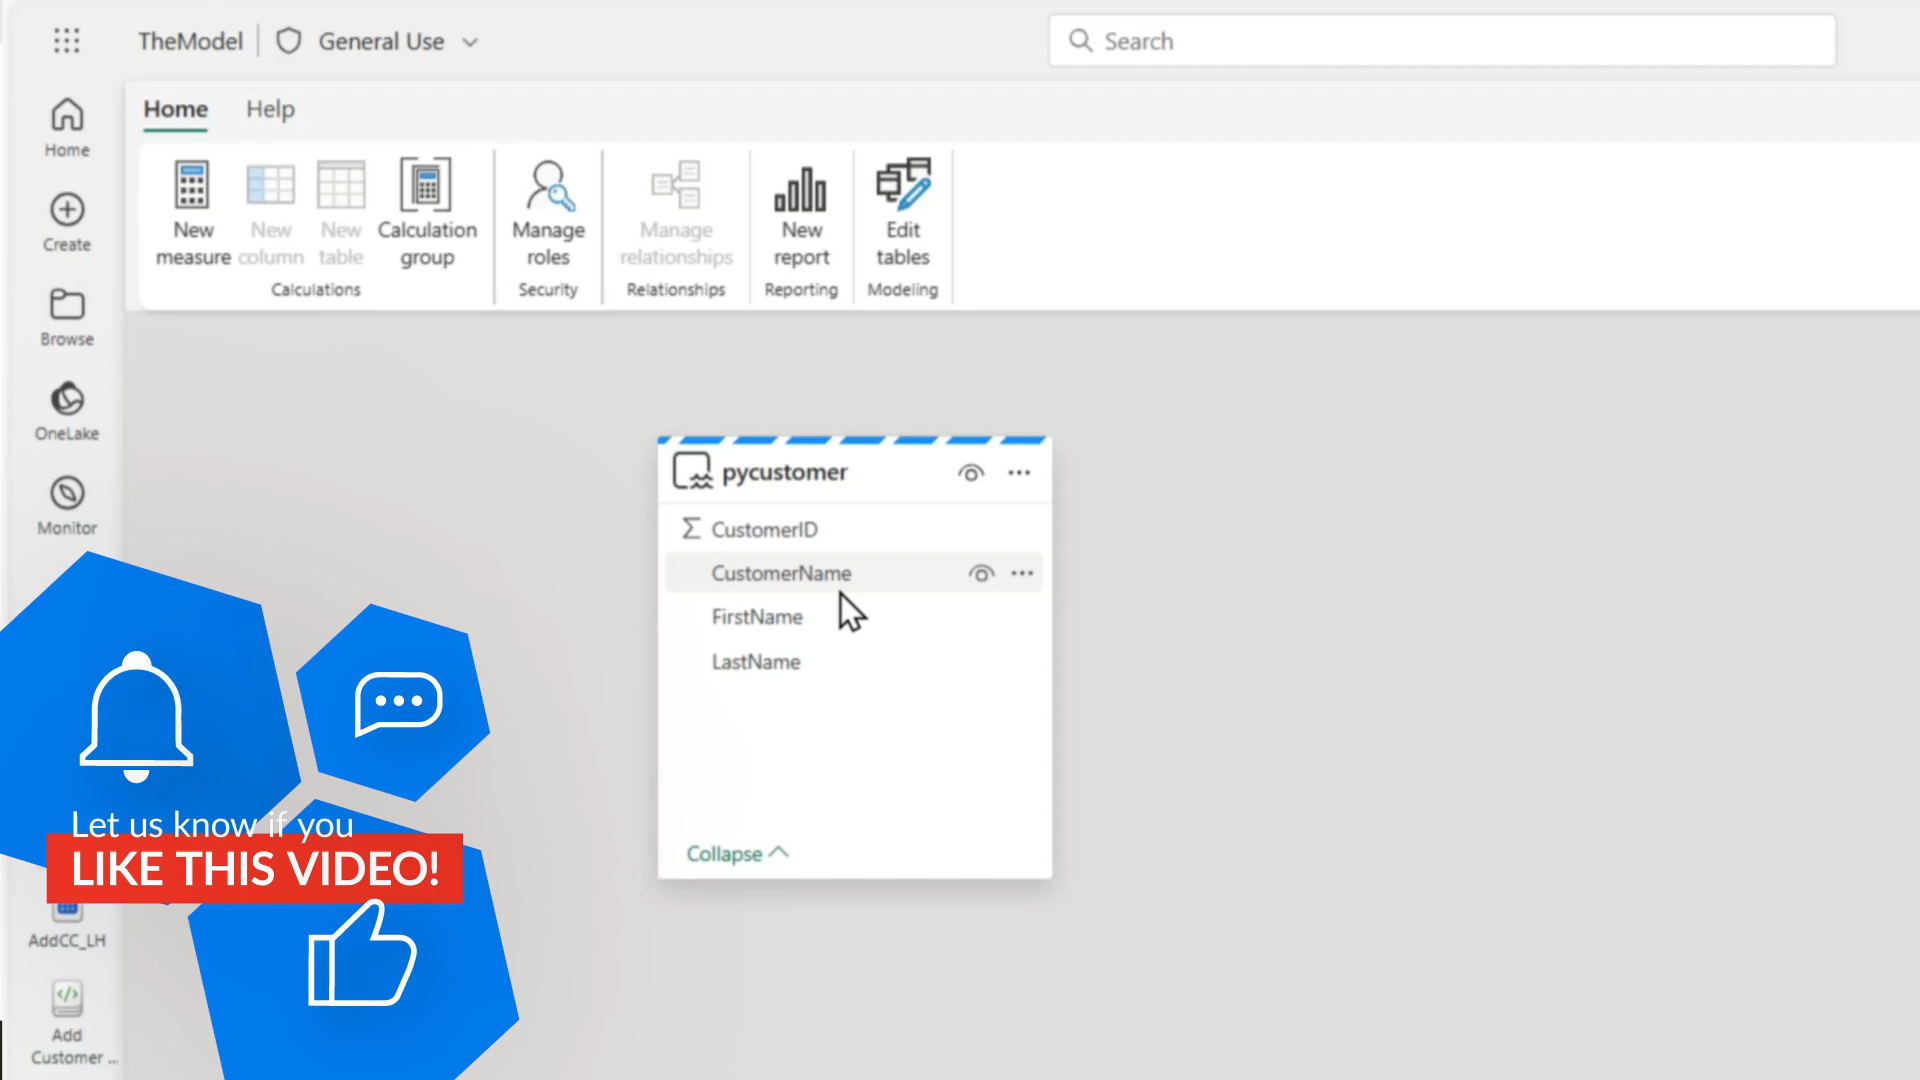 TheModel
General Use
Search
Home
Help
Home
Create
Browse
OneLake
Monitor
New
measure
New
column
New
table
Calculation
group
Calculations
Manage
roles
Security
Manage
relationships
Relationships
New
report
Reporting
Edit
tables
Modeling
pycustomer
CustomerID
CustomerName
FirstName
LastName
Collapse
Let us know if you
LIKE THIS VIDEO!
AddCC_LH
Add
Customer ...